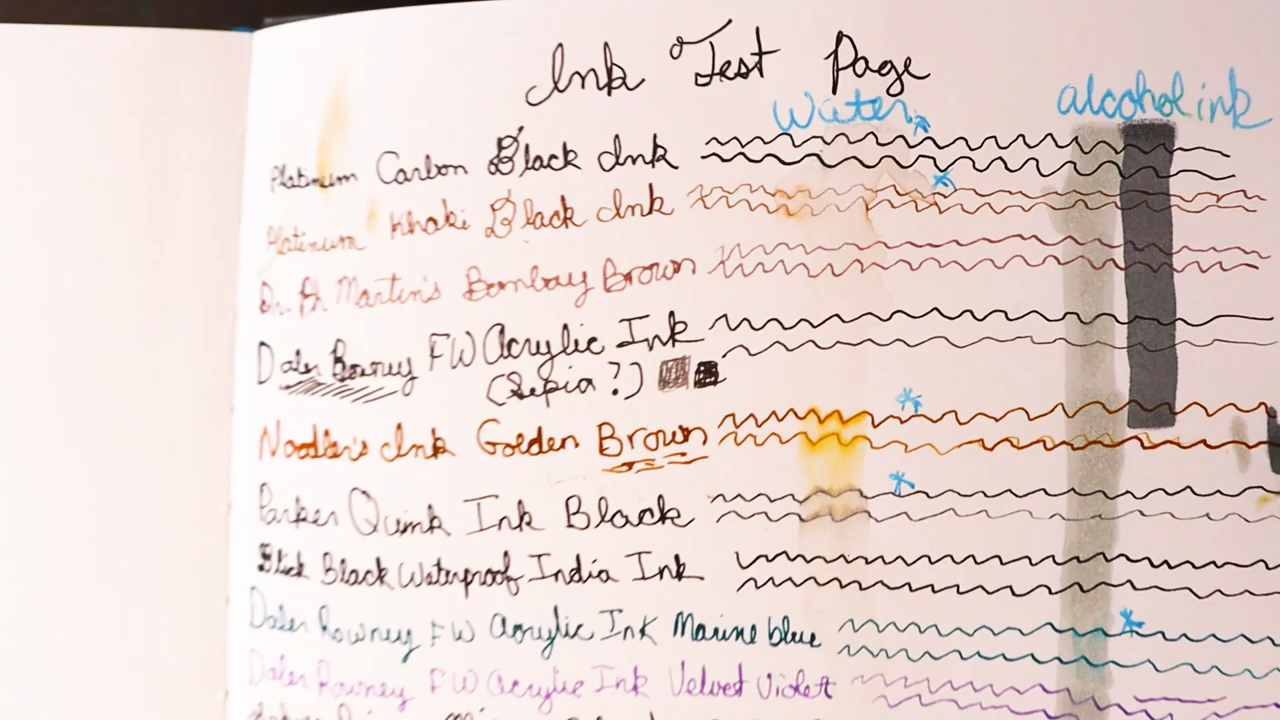 Ink Test Page
Water
alcohol ink
Platinum Carbon Black Ink
Platinum Khaki Black Ink
Dr. Ph Martin's Bombay Brown
Daler Rowney FW Acrylic Ink
(Sepia?)
Noodler's Ink Golden Brown
Parker Quink Ink Black
Blick Black Waterproof India Ink
Daler Rowney FW Acrylic Ink Marine blue
Daler Rowney FW Acrylic Ink Velvet Violet